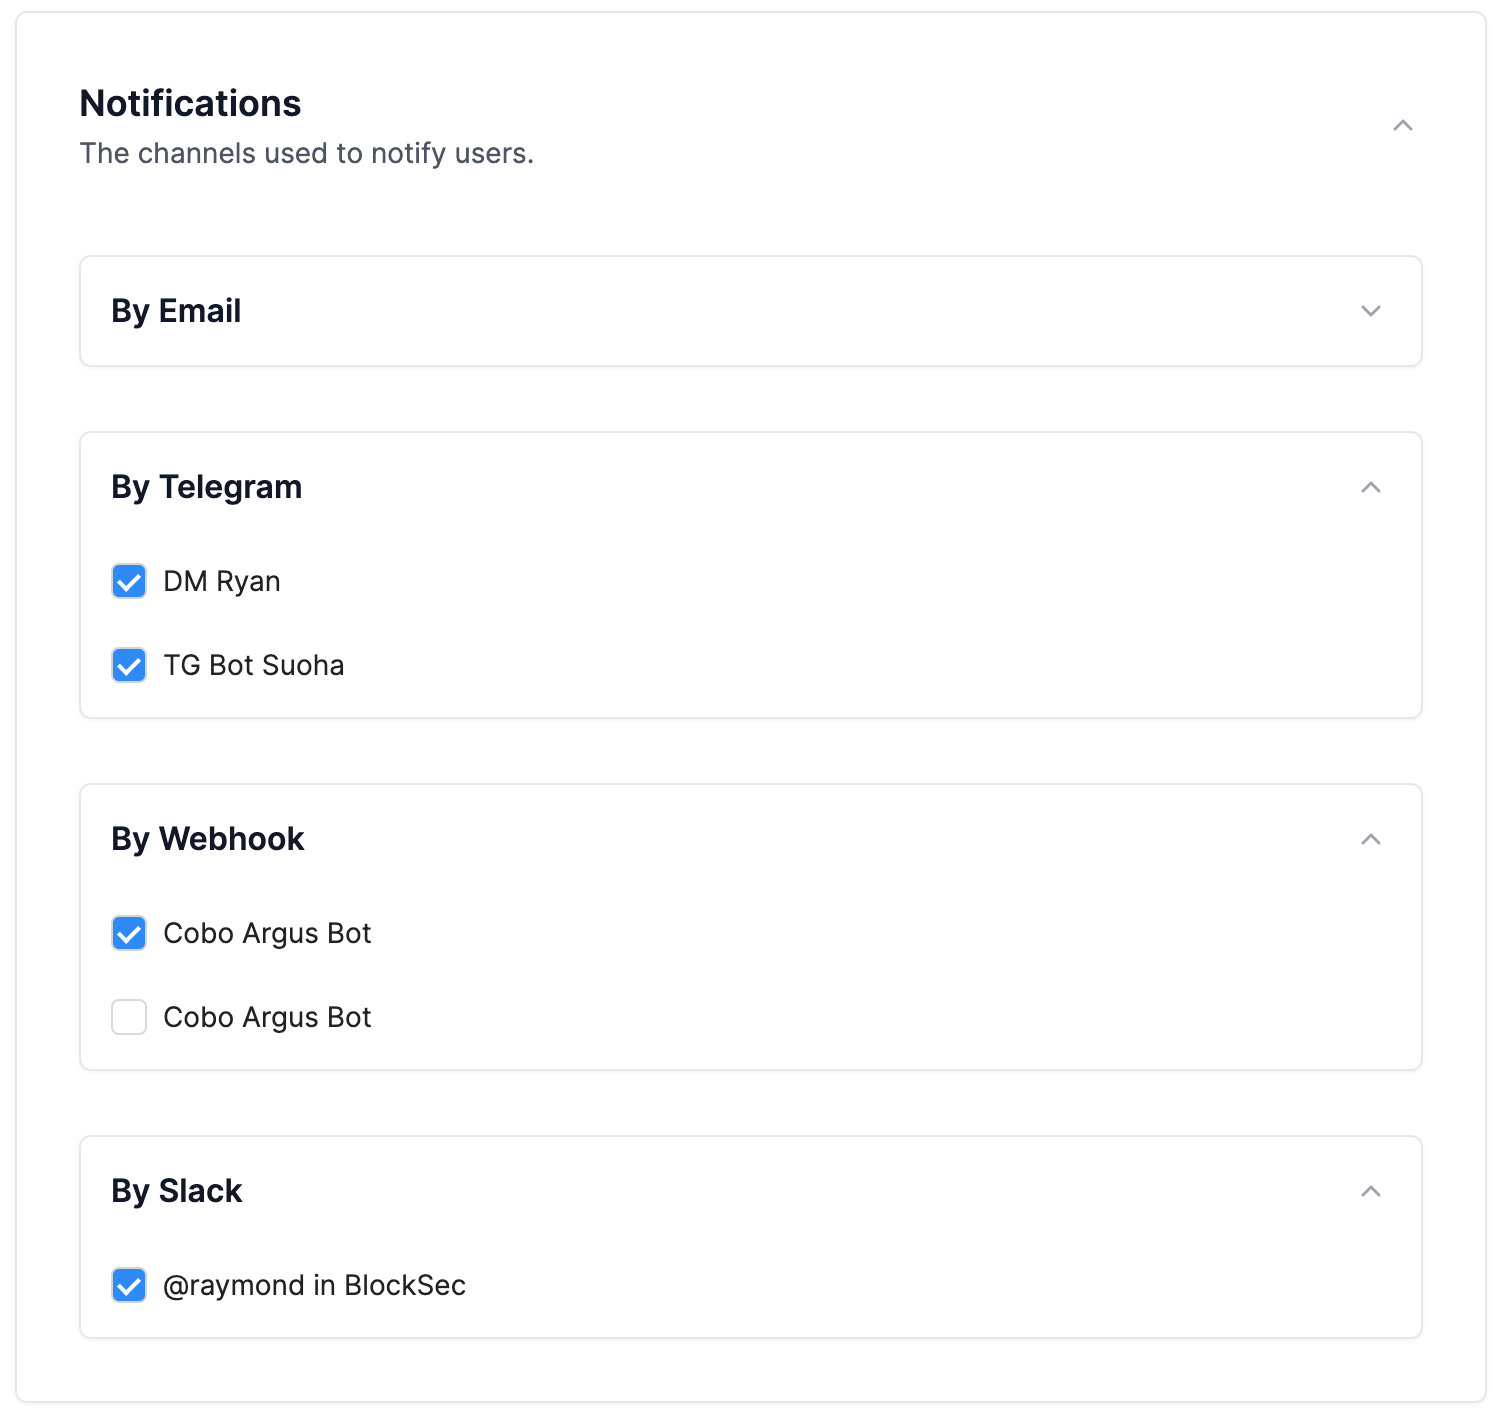 Notifications
The channels used to notify users.
By Email
By Telegram
DM Ryan
TG Bot Suoha
By Webhook
Cobo Argus Bot
Cobo Argus Bot
By Slack
@raymond in BlockSec